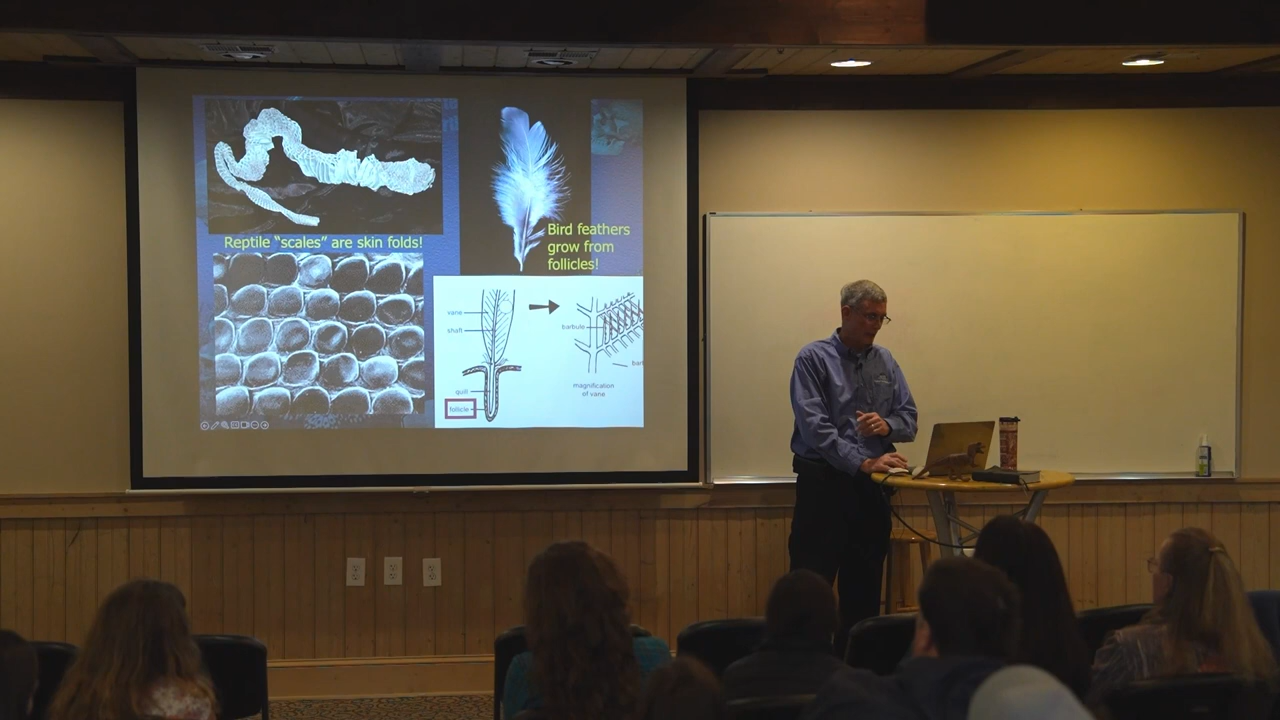 Reptile "scales" are skin folds!
Bird feathers
grow from
follicles!
vane
shaft
quill
follicle
barbule
magnification
of vane